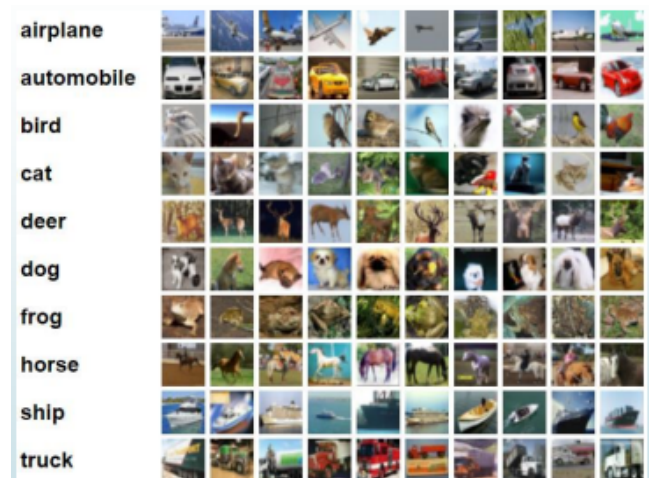 airplane
automobile
bird
cat
deer
dog
frog
horse
ship
truck